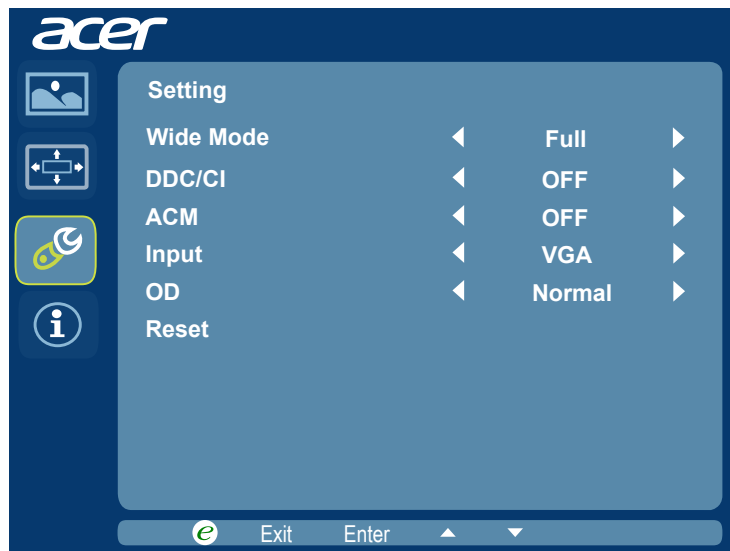 acer
Setting
Wide Mode Full
DDC/CI OFF
ACM OFF
Input VGA
OD Normal
Reset
e Exit Enter